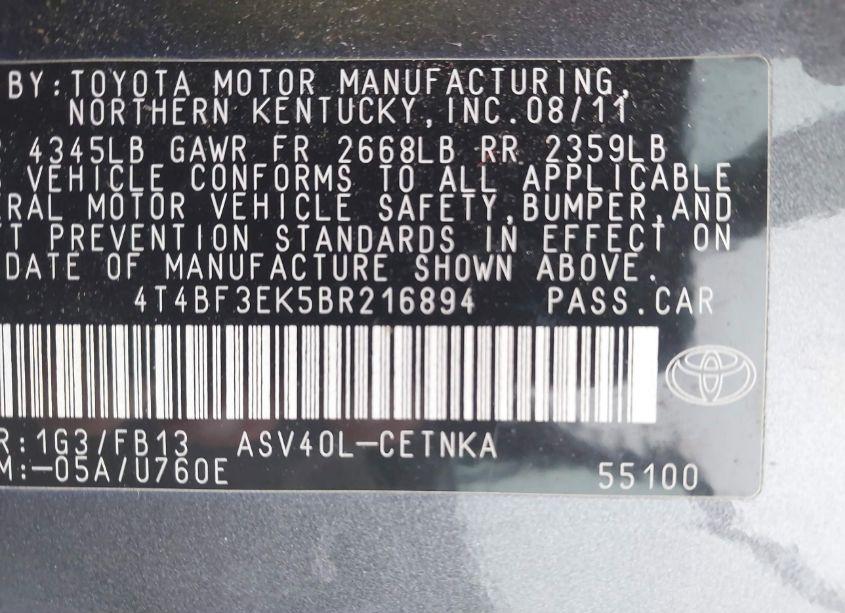 BY:TOYOTA MOTOR MANUFACTURING,
NORTHERN KENTUCKY,INC.08/11
4345LB GAWR FR 2668LB RR 2359LB
VEHICLE CONFORMS TO ALL APPLICABLE
ERAL MOTOR VEHICLE SAFETY,BUMPER,AND
T PREVENTION STANDARDS IN EFFECT ON
DATE OF MANUFACTURE SHOWN ABOVE.
4T4BF3EK5BR216894 PASS.CAR
R:1G3/FB13 ASV40L-CETNKA
M:-05A/U760E
55100